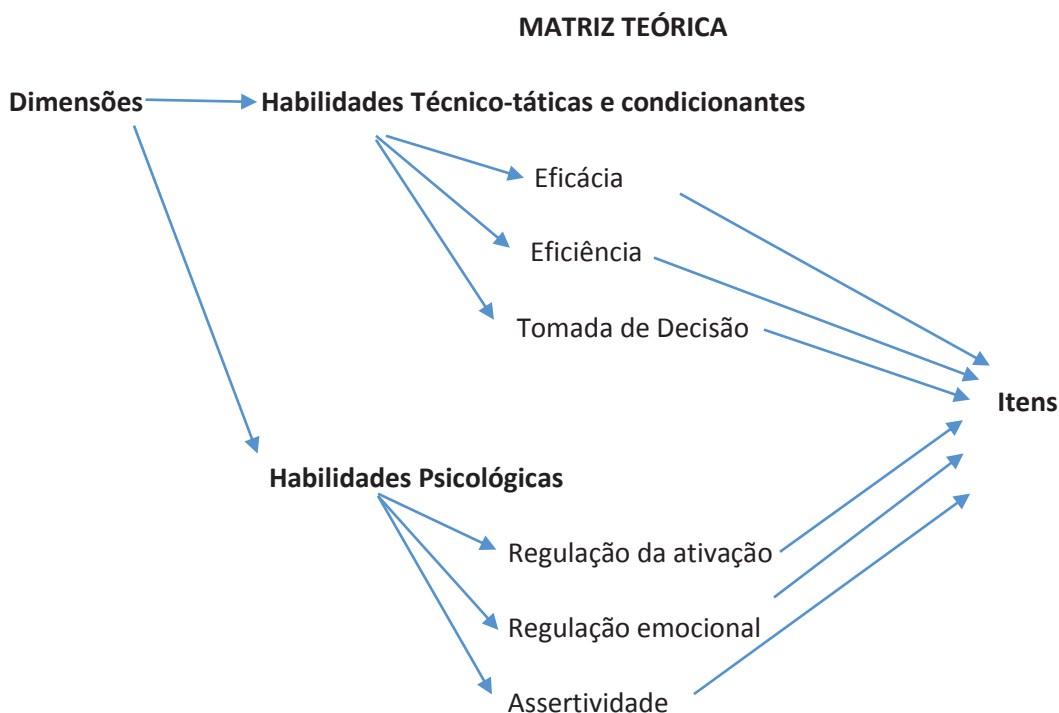 MATRIZ TEÓRICA
Dimensões
Habilidades Técnico-táticas e condicionantes
Eficácia
Eficiência
Tomada de Decisão
Itens
Habilidades Psicológicas
Regulação da ativação
Regulação emocional
Assertividade